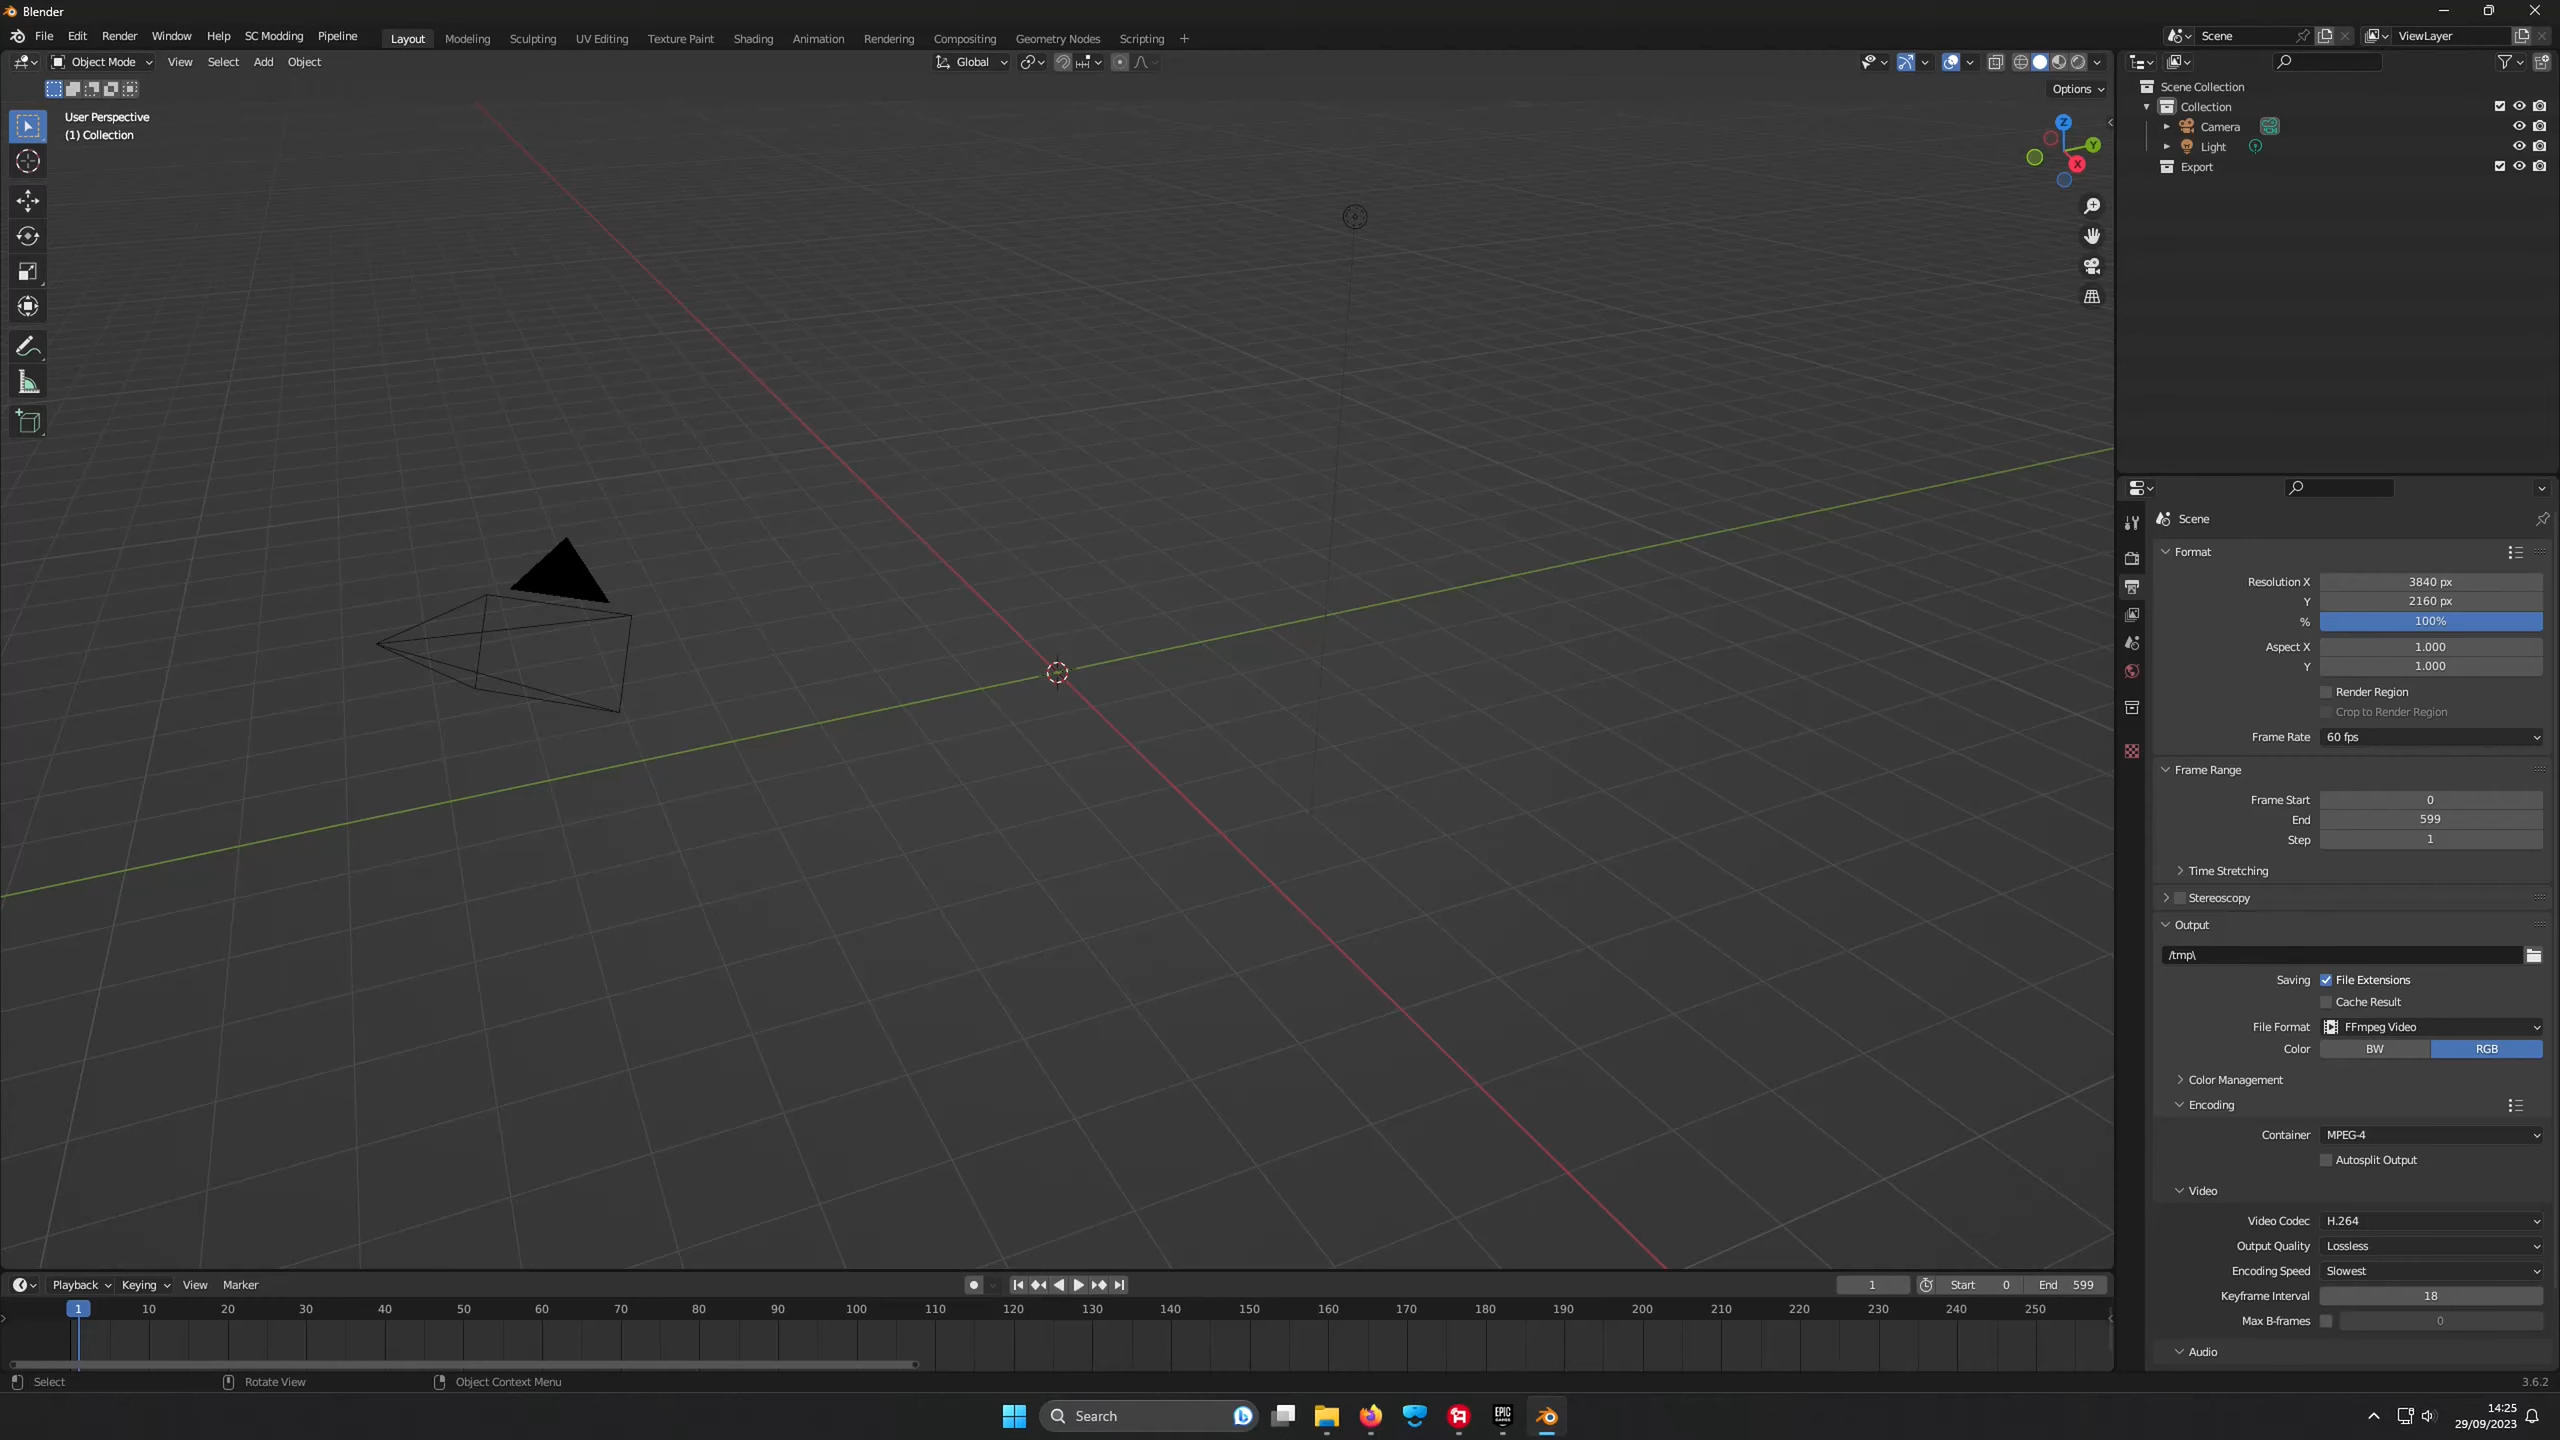 Blender
File Edit Render Window Help SC Modding Pipeline Layout Modeling Sculpting UV Editing Texture Paint Shading Animation Rendering Compositing Geometry Nodes Scripting + Scene ViewLayer
Object Mode View Select Add Object Global
Options
User Perspective
(1) Collection
Z
Y
X
Scene Collection
Collection
Camera
Light
Export
Scene
Format
Resolution X 3840 px
Y 2160 px
% 100%
Aspect X 1.000
Y 1.000
Render Region
Crop to Render Region
Frame Rate 60 fps
Frame Range
Frame Start 0
End 599
Step 1
Time Stretching
Stereoscopy
Output
/tmp\
Saving File Extensions
Cache Result
File Format FFmpeg Video
Color BW RGB
Color Management
Encoding
Container MPEG-4
Autosplit Output
Video
Video Codec H.264
Output Quality Lossless
Encoding Speed Slowest
Keyframe Interval 18
Max B-frames 0
Audio
Playback Keying View Marker 1 Start 0 End 599
1 10 20 30 40 50 60 70 80 90 100 110 120 130 140 150 160 170 180 190 200 210 220 230 240 250
Select Rotate View Object Context Menu 3.6.2
Search EPIC GAMES 14:25
29/09/2023